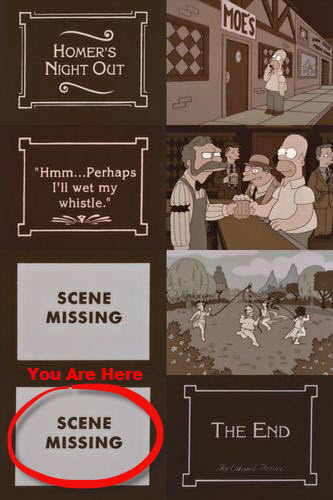 HOMER'S
NIGHT OUT
MOE'S
"Hmm...Perhaps
I'll wet my
whistle."
SCENE
MISSING
You Are Here
SCENE
MISSING
THE END